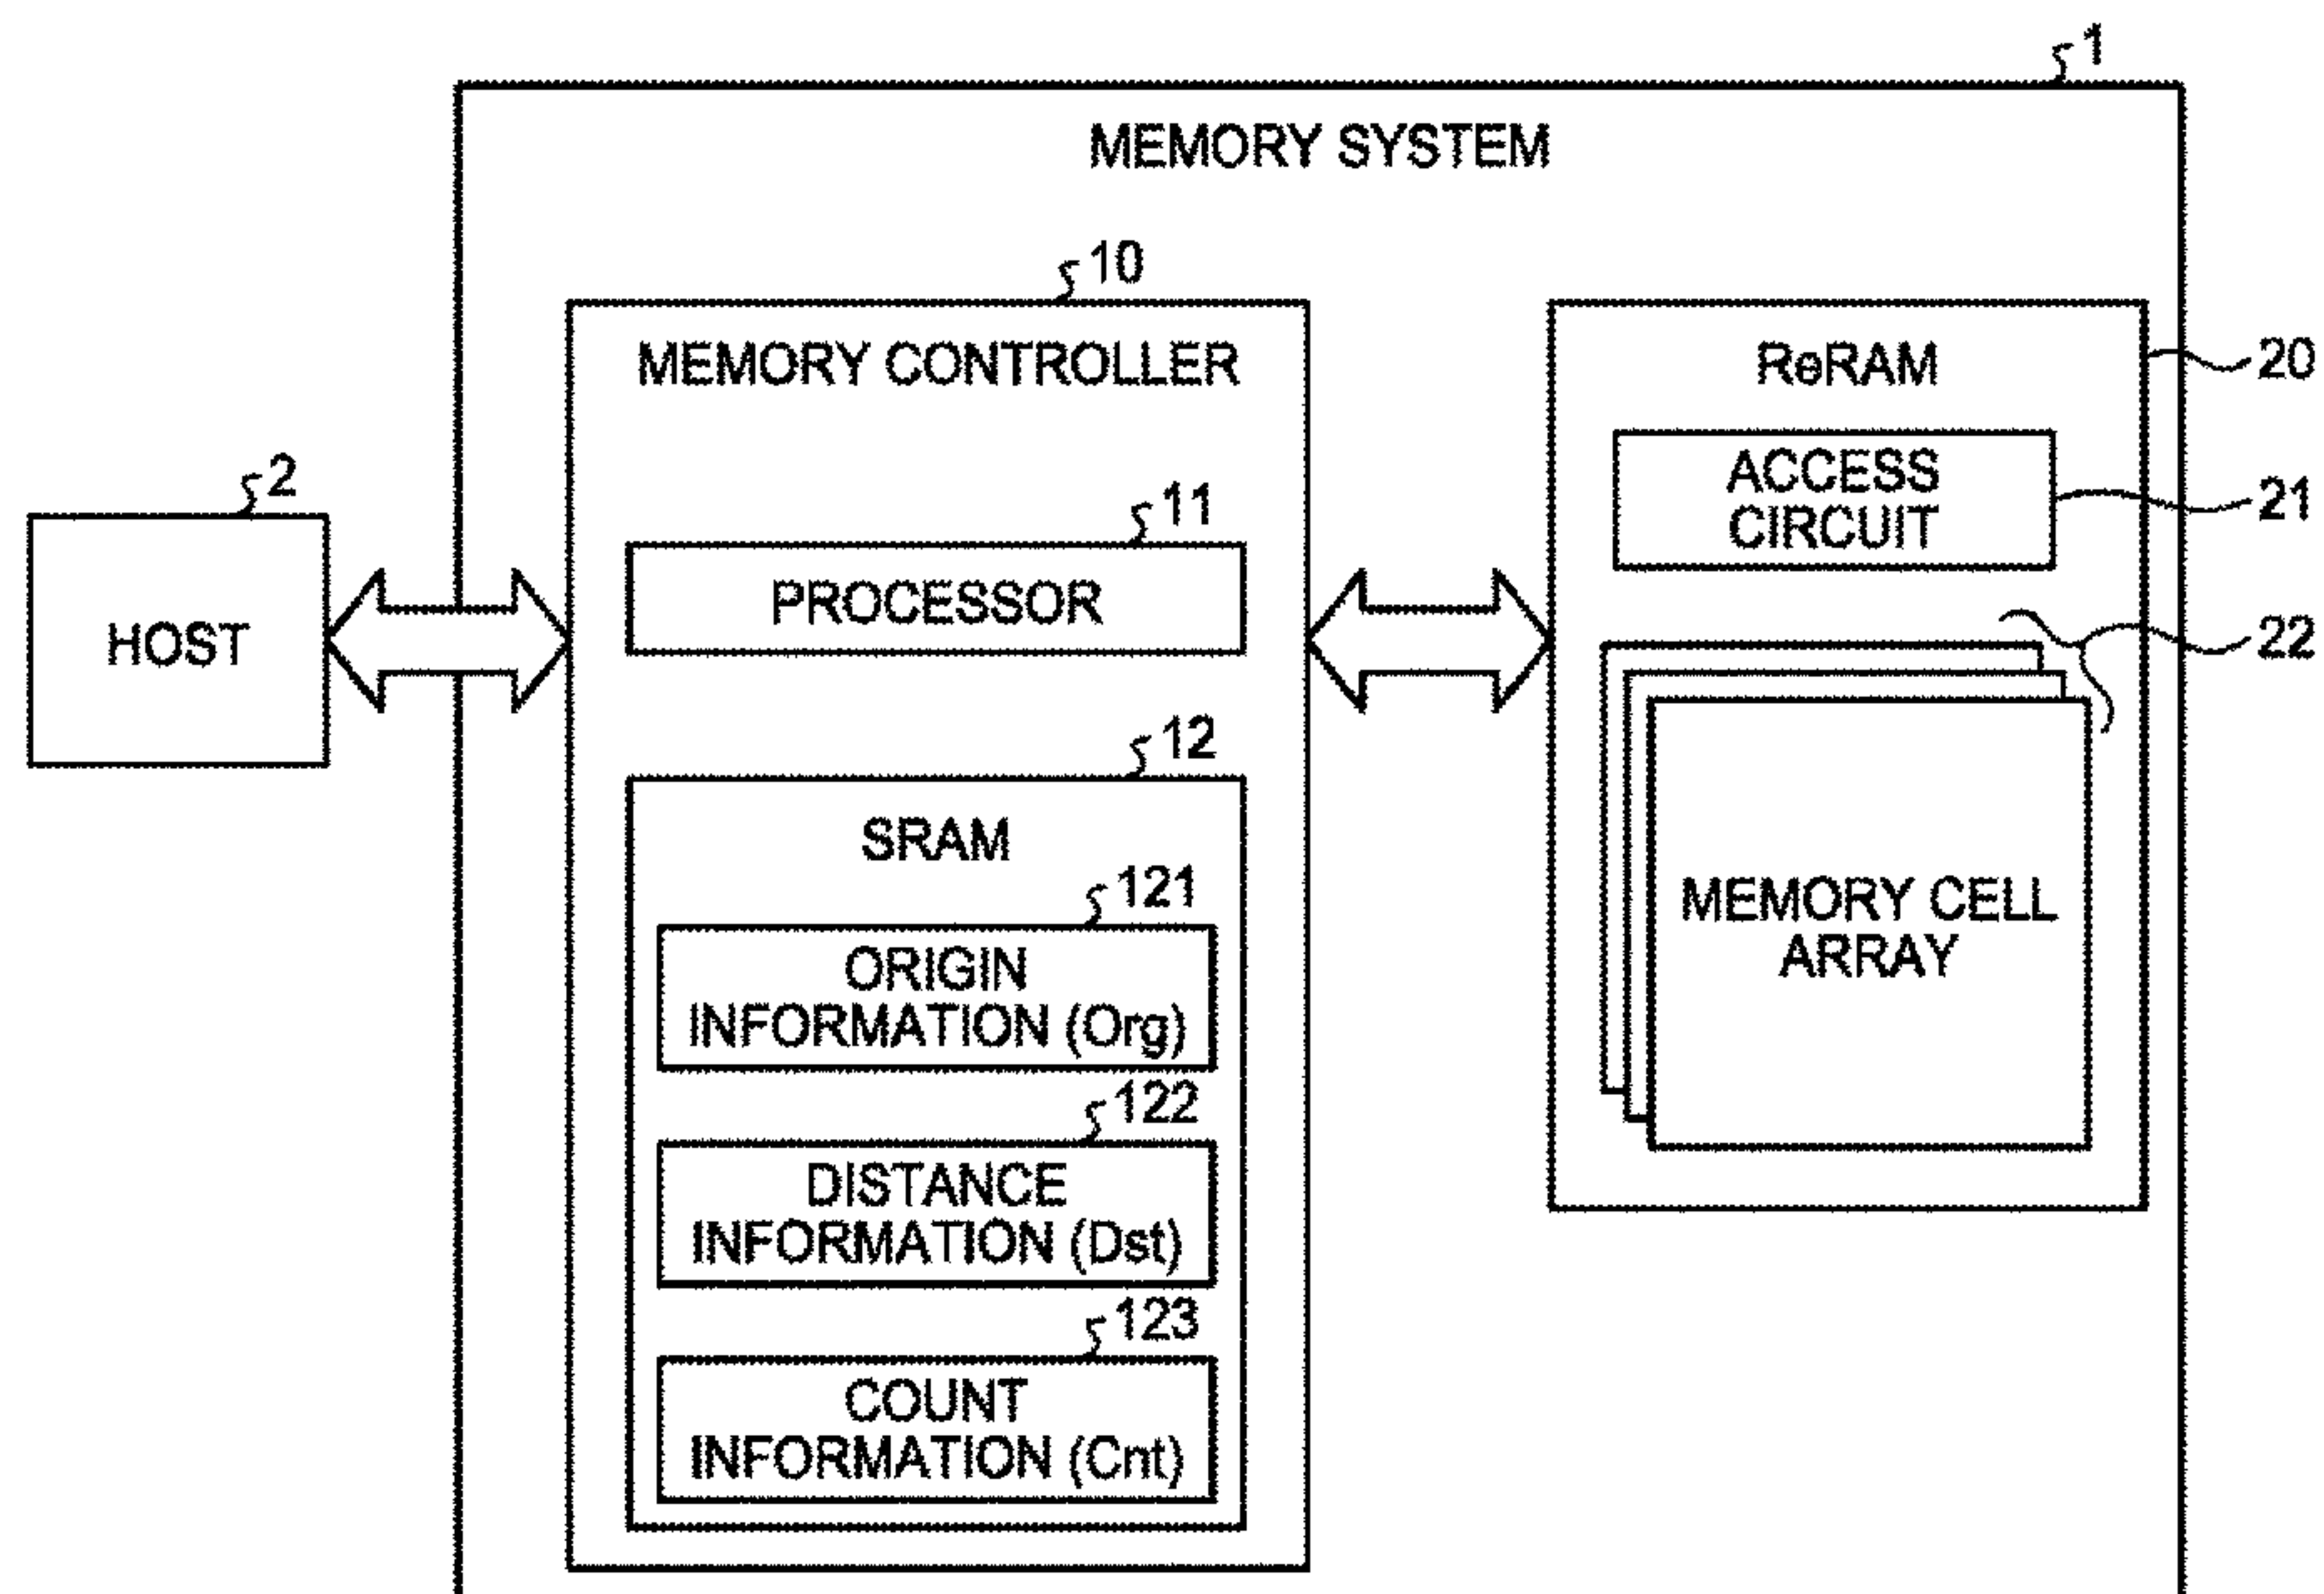 1
MEMORY SYSTEM
10
MEMORY CONTROLLER
ReRAM
20
ACCESS
CIRCUIT
21
2
HOST
11
PROCESSOR
22
12
SRAM
121
ORIGIN
INFORMATION (Org)
122
DISTANCE
INFORMATION (Dst)
123
COUNT
INFORMATION (Cnt)
MEMORY CELL
ARRAY